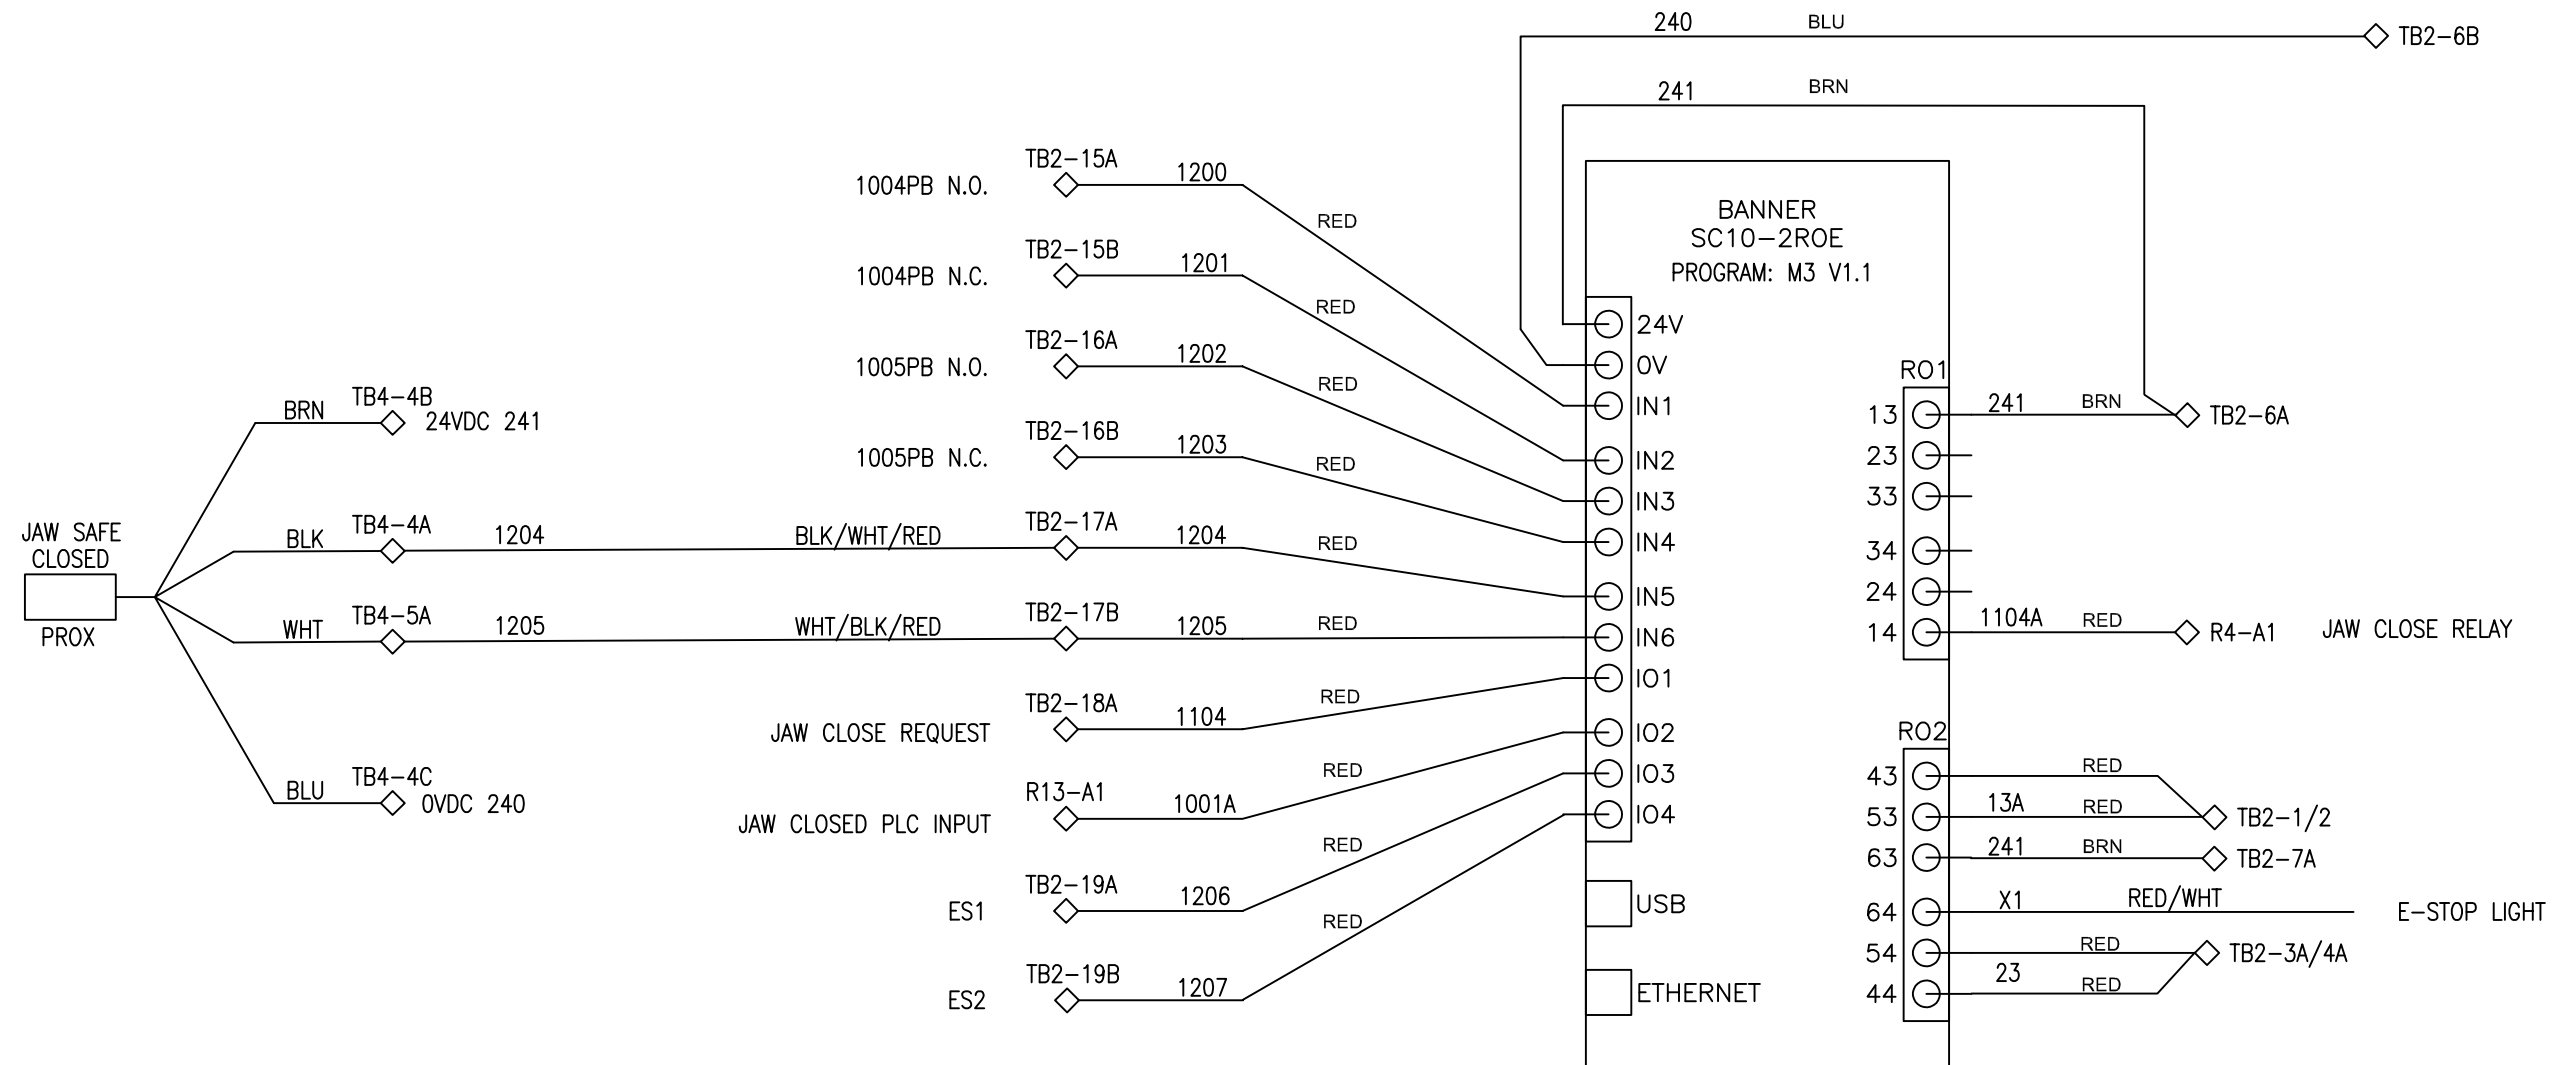 240 BLU TB2-6B
241 BRN
TB2-15A
1004PB N.O. 1200 RED
BANNER
SC10-2ROE
PROGRAM: M3 V1.1
TB2-15B
1004PB N.C. 1201 RED
24V
TB2-16A
1005PB N.O. 1202 RED
0V
RO1
IN1
13 241 BRN TB2-6A
TB2-16B
1005PB N.C. 1203 RED
IN2
23
IN3
33
IN4
34
IN5
24
IN6
14 1104A RED R4-A1 JAW CLOSE RELAY
BRN TB4-4B
24VDC 241
JAW SAFE
CLOSED
PROX
BLK TB4-4A 1204 BLK/WHT/RED TB2-17A 1204 RED
WHT TB4-5A 1205 WHT/BLK/RED TB2-17B 1205 RED
BLU TB4-4C
0VDC 240
IO1
TB2-18A
JAW CLOSE REQUEST 1104 RED
IO2
RO2
R13-A1
JAW CLOSED PLC INPUT 1001A RED
IO3
43 RED
IO4
53 13A RED TB2-1/2
63 241 BRN TB2-7A
TB2-19A
ES1 1206 RED
USB
64 X1 RED/WHT E-STOP LIGHT
54 RED TB2-3A/4A
TB2-19B
ES2 1207 RED
ETHERNET
44 23 RED